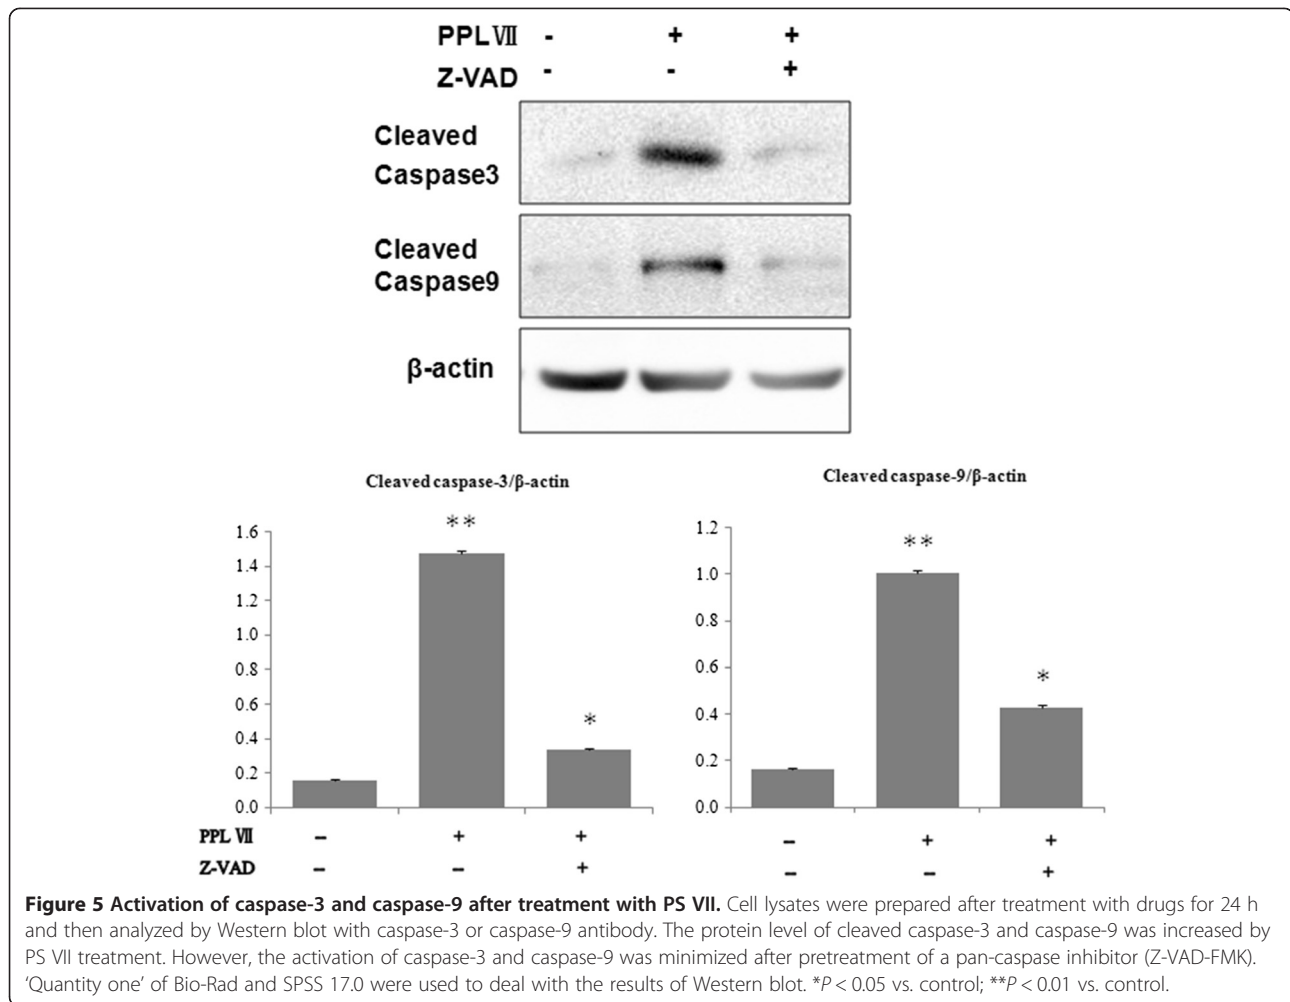 PPL Ⅶ - + +
Z-VAD - - +
Cleaved
Caspase3
Cleaved
Caspase9
β-actin
Cleaved caspase-3/β-actin
1.6
1.4
1.2
1.0
0.8
0.6
0.4
0.2
0.0
**
*
PPL Ⅶ – + +
Z-VAD – – +
Cleaved caspase-9/β-actin
1.2
1.0
0.8
0.6
0.4
0.2
0.0
**
*
– + +
– – +
Figure 5 Activation of caspase-3 and caspase-9 after treatment with PS VII. Cell lysates were prepared after treatment with drugs for 24 h
and then analyzed by Western blot with caspase-3 or caspase-9 antibody. The protein level of cleaved caspase-3 and caspase-9 was increased by
PS VII treatment. However, the activation of caspase-3 and caspase-9 was minimized after pretreatment of a pan-caspase inhibitor (Z-VAD-FMK).
‘Quantity one’ of Bio-Rad and SPSS 17.0 were used to deal with the results of Western blot. *P < 0.05 vs. control; **P < 0.01 vs. control.